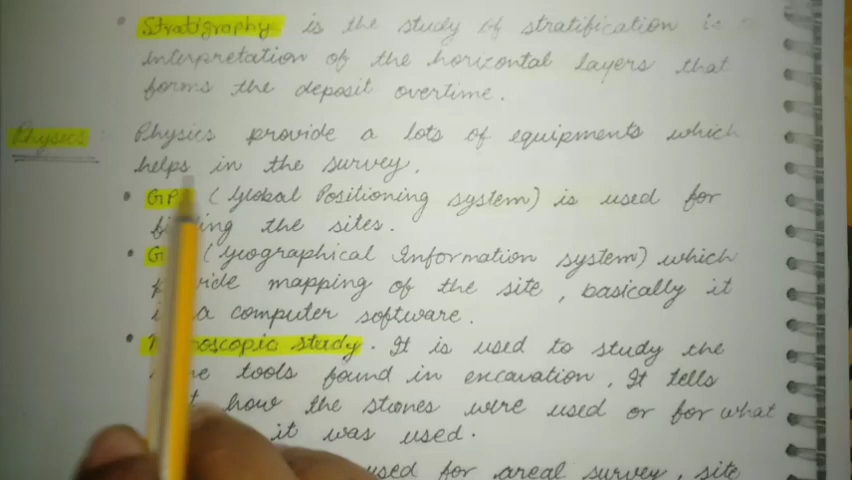 Stratigraphy is the study of stratification is
interpretation of the horizontal layers that
forms the deposit overtime.
Physics : Physics provide a lots of equipments which
helps in the survey.
GP (Global Positioning system) is used for
the sites.
G (Geographical Information system) which
mapping of the site, basically it
a computer software.
study. It is used to study the
tools found in excavation. It tells
how the stones were used or for what
it was used.
used for areal survey, site